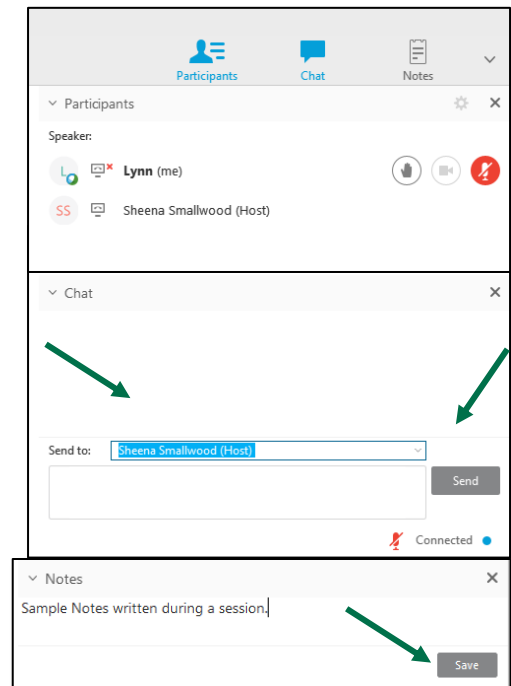 Participants Chat Notes
Participants
Speaker:
L Lynn (me)
SS Sheena Smallwood (Host)
Chat
Send to: Sheena Smallwood (Host)
Send
Connected
Notes
Sample Notes written during a session.
Save